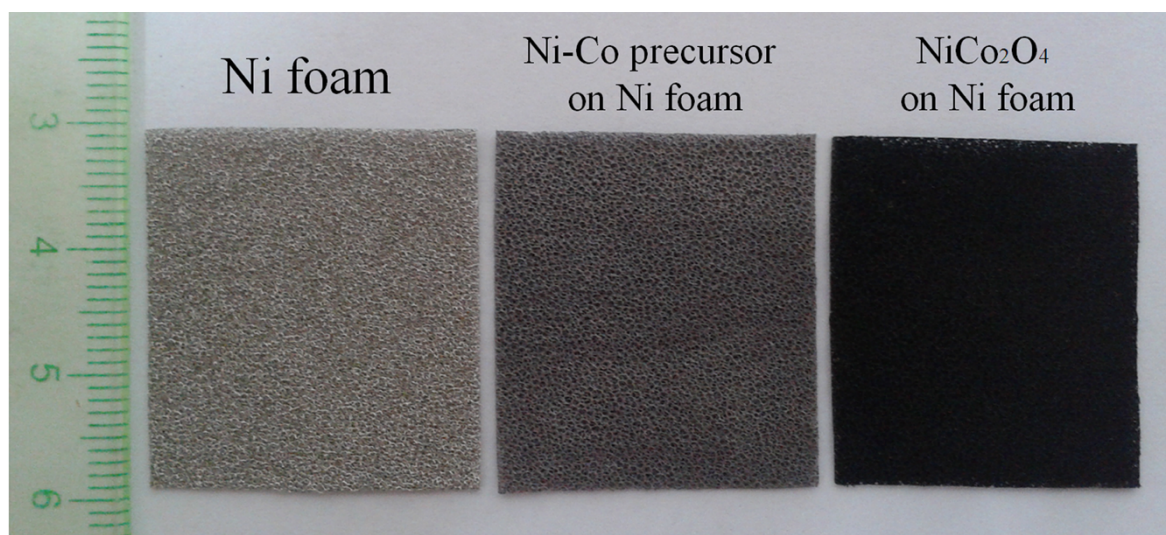 Ni foam
Ni-Co precursor
on Ni foam
NiCo₂O₄
on Ni foam
3
4
5
6